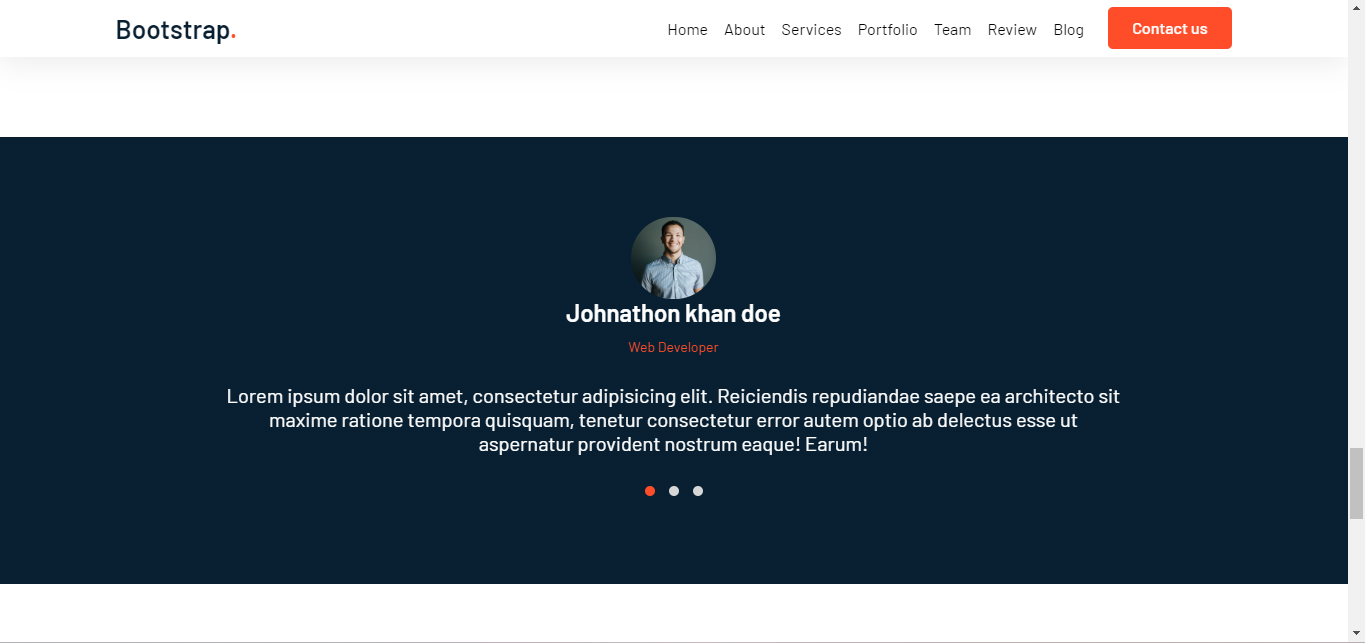 Bootstrap.
Home About Services Portfolio Team Review Blog Contact us
Johnathon khan doe
Web Developer
Lorem ipsum dolor sit amet, consectetur adipisicing elit. Reiciendis repudiandae saepe ea architecto sit
maxime ratione tempora quisquam, tenetur consectetur error autem optio ab delectus esse ut
aspernatur provident nostrum eaque! Earum!